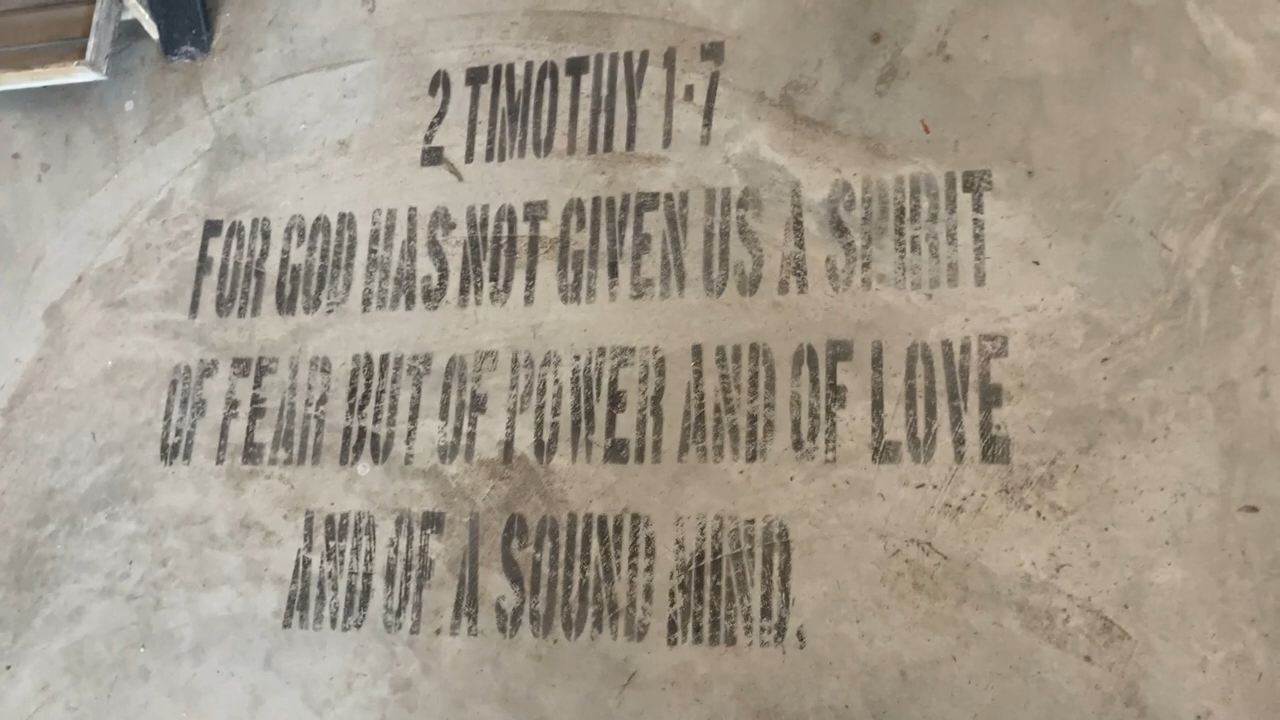 2 TIMOTHY 1-7
FOR GOD HAS NOT GIVEN US A SPIRIT
OF FEAR BUT OF POWER AND OF LOVE
AND OF A SOUND MIND.